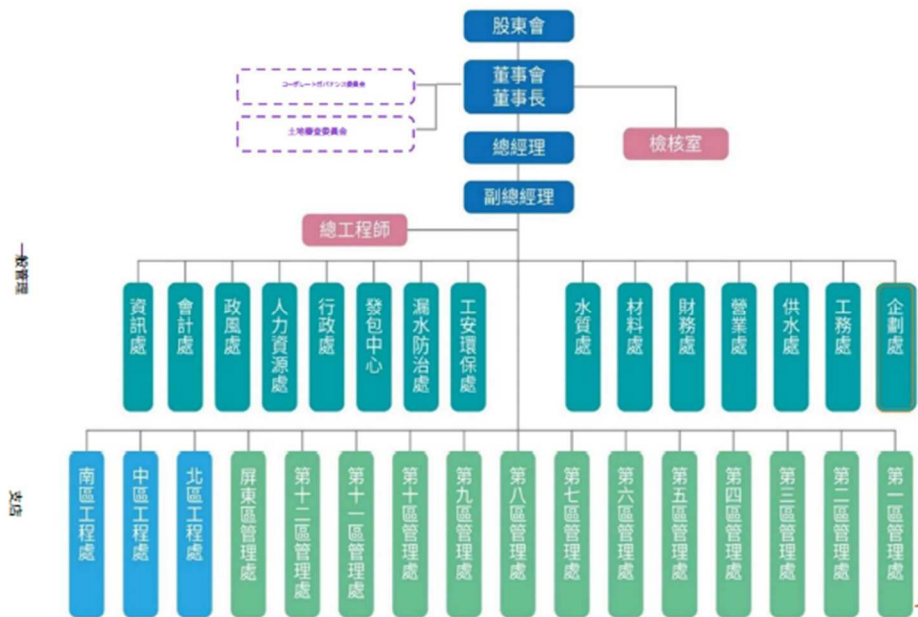 股東會
董事會
董事長
コーポレートガバナンス委員会
土地審査委員会
檢核室
總經理
副總經理
總工程師
一般管理
資訊處
會計處
政風處
人力資源處
行政處
發包中心
漏水防治處
工安環保處
水質處
材料處
財務處
營業處
供水處
工務處
企劃處
支店
南區工程處
中區工程處
北區工程處
屏東區管理處
第十二區管理處
第十一區管理處
第十區管理處
第九區管理處
第八區管理處
第七區管理處
第六區管理處
第五區管理處
第四區管理處
第三區管理處
第二區管理處
第一區管理處